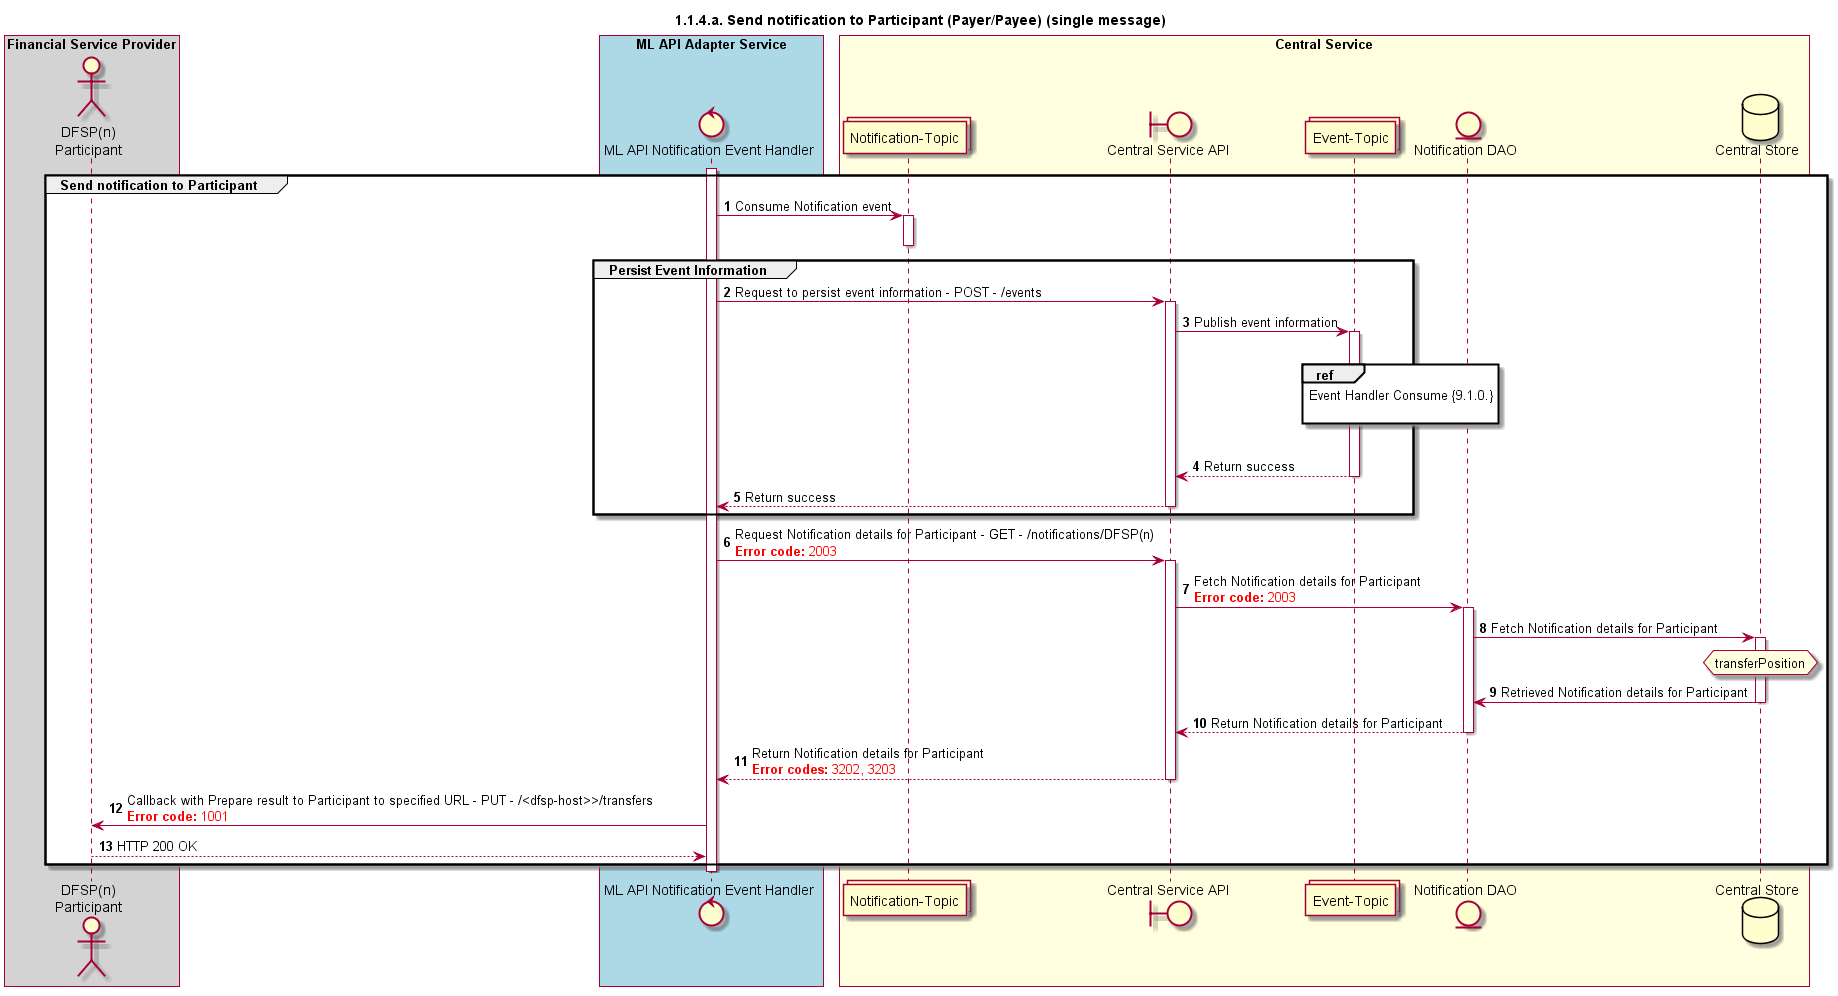 1.1.4.a. Send notification to Participant (Payer/Payee) (single message)
Financial Service Provider
ML API Adapter Service
Central Service
DFSP(n)
Participant
ML API Notification Event Handler
Notification-Topic
Central Service API
Event-Topic
Notification DAO
Central Store
Send notification to Participant
1 Consume Notification event
Persist Event Information
2 Request to persist event information - POST - /events
3 Publish event information
ref
Event Handler Consume {9.1.0.}
4 Return success
5 Return success
6 Request Notification details for Participant - GET - /notifications/DFSP(n)
Error code: 2003
7 Fetch Notification details for Participant
Error code: 2003
8 Fetch Notification details for Participant
transferPosition
9 Retrieved Notification details for Participant
10 Return Notification details for Participant
11 Return Notification details for Participant
Error codes: 3202, 3203
12 Callback with Prepare result to Participant to specified URL - PUT - /<dfsp-host>>/transfers
Error code: 1001
13 HTTP 200 OK
DFSP(n)
Participant
ML API Notification Event Handler
Notification-Topic
Central Service API
Event-Topic
Notification DAO
Central Store